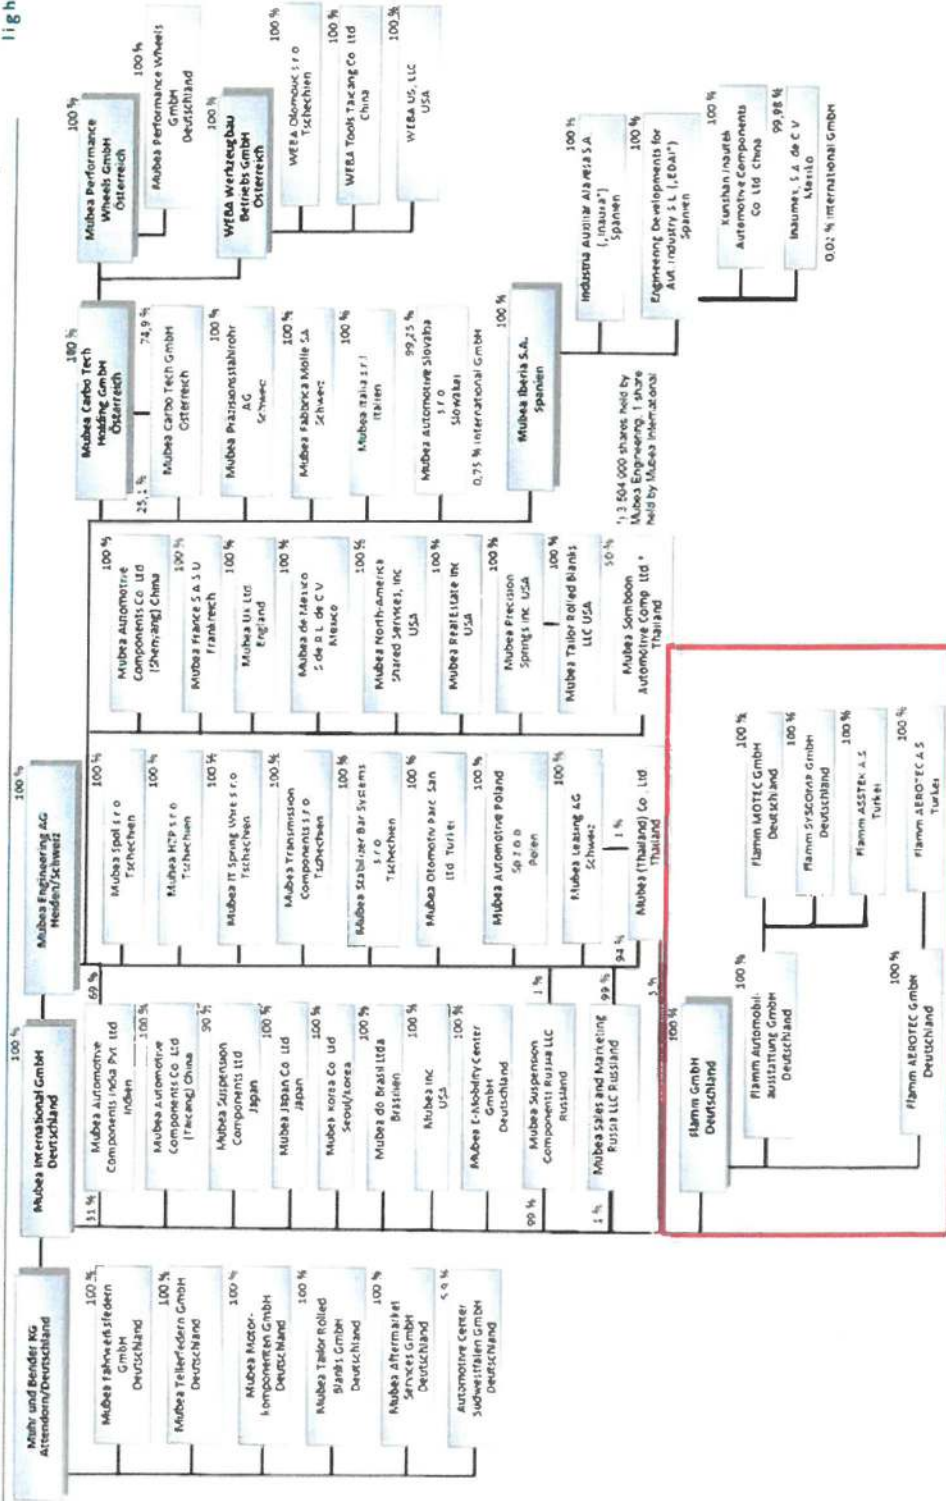 ligh
Muhr und Bender KG
Attendorn/Deutschland
100 %
Mubea Fahrwerksfedern
GmbH
Deutschland
100 %
Mubea Tellerfedern GmbH
Deutschland
100 %
Mubea Motor-
komponenten GmbH
Deutschland
100 %
Mubea Tailor Rolled
Blanks GmbH
Deutschland
100 %
Mubea Aftermarket
Services GmbH
Deutschland
Automotive Center
Südwestfalen GmbH
Deutschland
100 %
Mubea International GmbH
Deutschland
31 %
69 %
Mubea Automotive
Components India Pvt Ltd
Indien
100 %
Mubea Automotive
Components Co Ltd
(Taicang) China
90 %
Mubea Suspension
Components Ltd
Japan
100 %
Mubea Japan Co Ltd
Japan
100 %
Mubea Korea Co Ltd
Seoul/Korea
100 %
Mubea do Brasil Ltda
Brasilien
100 %
Mubea Inc
USA
100 %
Mubea E-Mobility Center
GmbH
Deutschland
99 %
1 %
Mubea Suspension
Components Russia LLC
Russland
1 %
99 %
Mubea Sales and Marketing
Russia LLC Russland
100 %
Mubea Engineering AG
Heiden/Schweiz
100 %
Mubea Spol s r o
Tschechien
100 %
Mubea HZP s r o
Tschechien
100 %
Mubea IT Spring Wire s r o
Tschechien
100 %
Mubea Transmission
Components s r o
Tschechien
100 %
Mubea Stabilizer Bar Systems
s r o
Tschechien
100 %
Mubea Otomotiv Parc San
Ltd Türkei
100 %
Mubea Automotive Poland
Sp z o o
Polen
100 %
Mubea Leasing AG
Schweiz
1 %
94 %
Mubea (Thailand) Co , Ltd
Thailand
100 %
Mubea Automotive
Components Co Ltd
(Shenyang) China
100 %
Mubea France S A S U
Frankreich
100 %
Mubea UK Ltd
England
100 %
Mubea de Mexico
S de R L de C V
Mexico
100 %
Mubea North-America
Shared Services, Inc
USA
100 %
Mubea Real Estate Inc
USA
100 %
Mubea Precision
Springs Inc USA
100 %
Mubea Tailor Rolled Blanks
LLC USA
50 %
Mubea Somboon
Automotive Comp Ltd *
Thailand
*) 3 604 000 shares held by
Mubea Engineering, 1 share
held by Mubea International
100 %
Mubea Carbo Tech
Holding GmbH
Österreich
25,1 %
74,9 %
Mubea Carbo Tech GmbH
Österreich
100 %
Mubea Präzisionsstahlrohr
AG
Schweiz
100 %
Mubea Fabbrica Molle SA
Schweiz
100 %
Mubea Italia s r l
Italien
99,25 %
Mubea Automotive Slovakia
s r o
Slowakei
0,75 % International GmbH
100 %
Mubea Iberia S.A.
Spanien
100 %
Mubea Performance
Wheels GmbH
Österreich
100 %
Mubea Performance Wheels
GmbH
Deutschland
100 %
WEBA Werkzeugbau
Betriebs GmbH
Österreich
100 %
WEBA Olomouc s r o
Tschechien
100 %
WEBA Tools Taicang Co Ltd
China
100 %
WEBA US, LLC
USA
100 %
Industria Auxiliar Alavesa S.A.
("Inauxa")
Spanien
100 %
Engineering Developments for
Aut. Industry S L ("EDAI")
Spanien
100 %
Kunshan Inautek
Automotive Components
Co Ltd China
99,98 %
Inaumex, S A de C V
Mexiko
0,02 % International GmbH
100 %
Flamm GmbH
Deutschland
100 %
Flamm Automobil-
ausstattung GmbH
Deutschland
100 %
Flamm AEROTEC GmbH
Deutschland
100 %
Flamm MOTEC GmbH
Deutschland
100 %
Flamm SYSCOMP GmbH
Deutschland
100 %
Flamm ASSTEK A S
Türkei
100 %
Flamm AEROTEC A S
Türkei